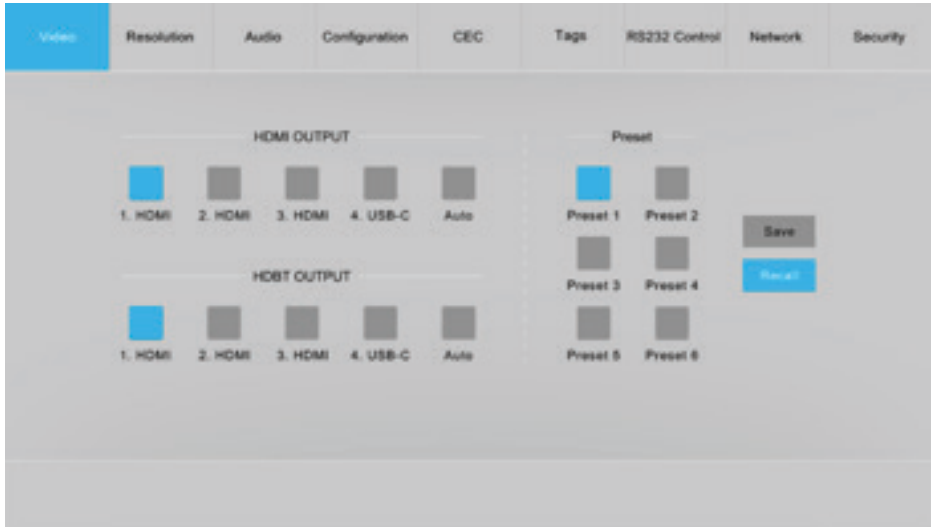 Video Resolution Audio Configuration CEC Tags RS232 Control Network Security
HDMI OUTPUT
1. HDMI 2. HDMI 3. HDMI 4. USB-C Auto
HDBT OUTPUT
1. HDMI 2. HDMI 3. HDMI 4. USB-C Auto
Preset
Preset 1 Preset 2
Preset 3 Preset 4
Preset 5 Preset 6
Save
Recall